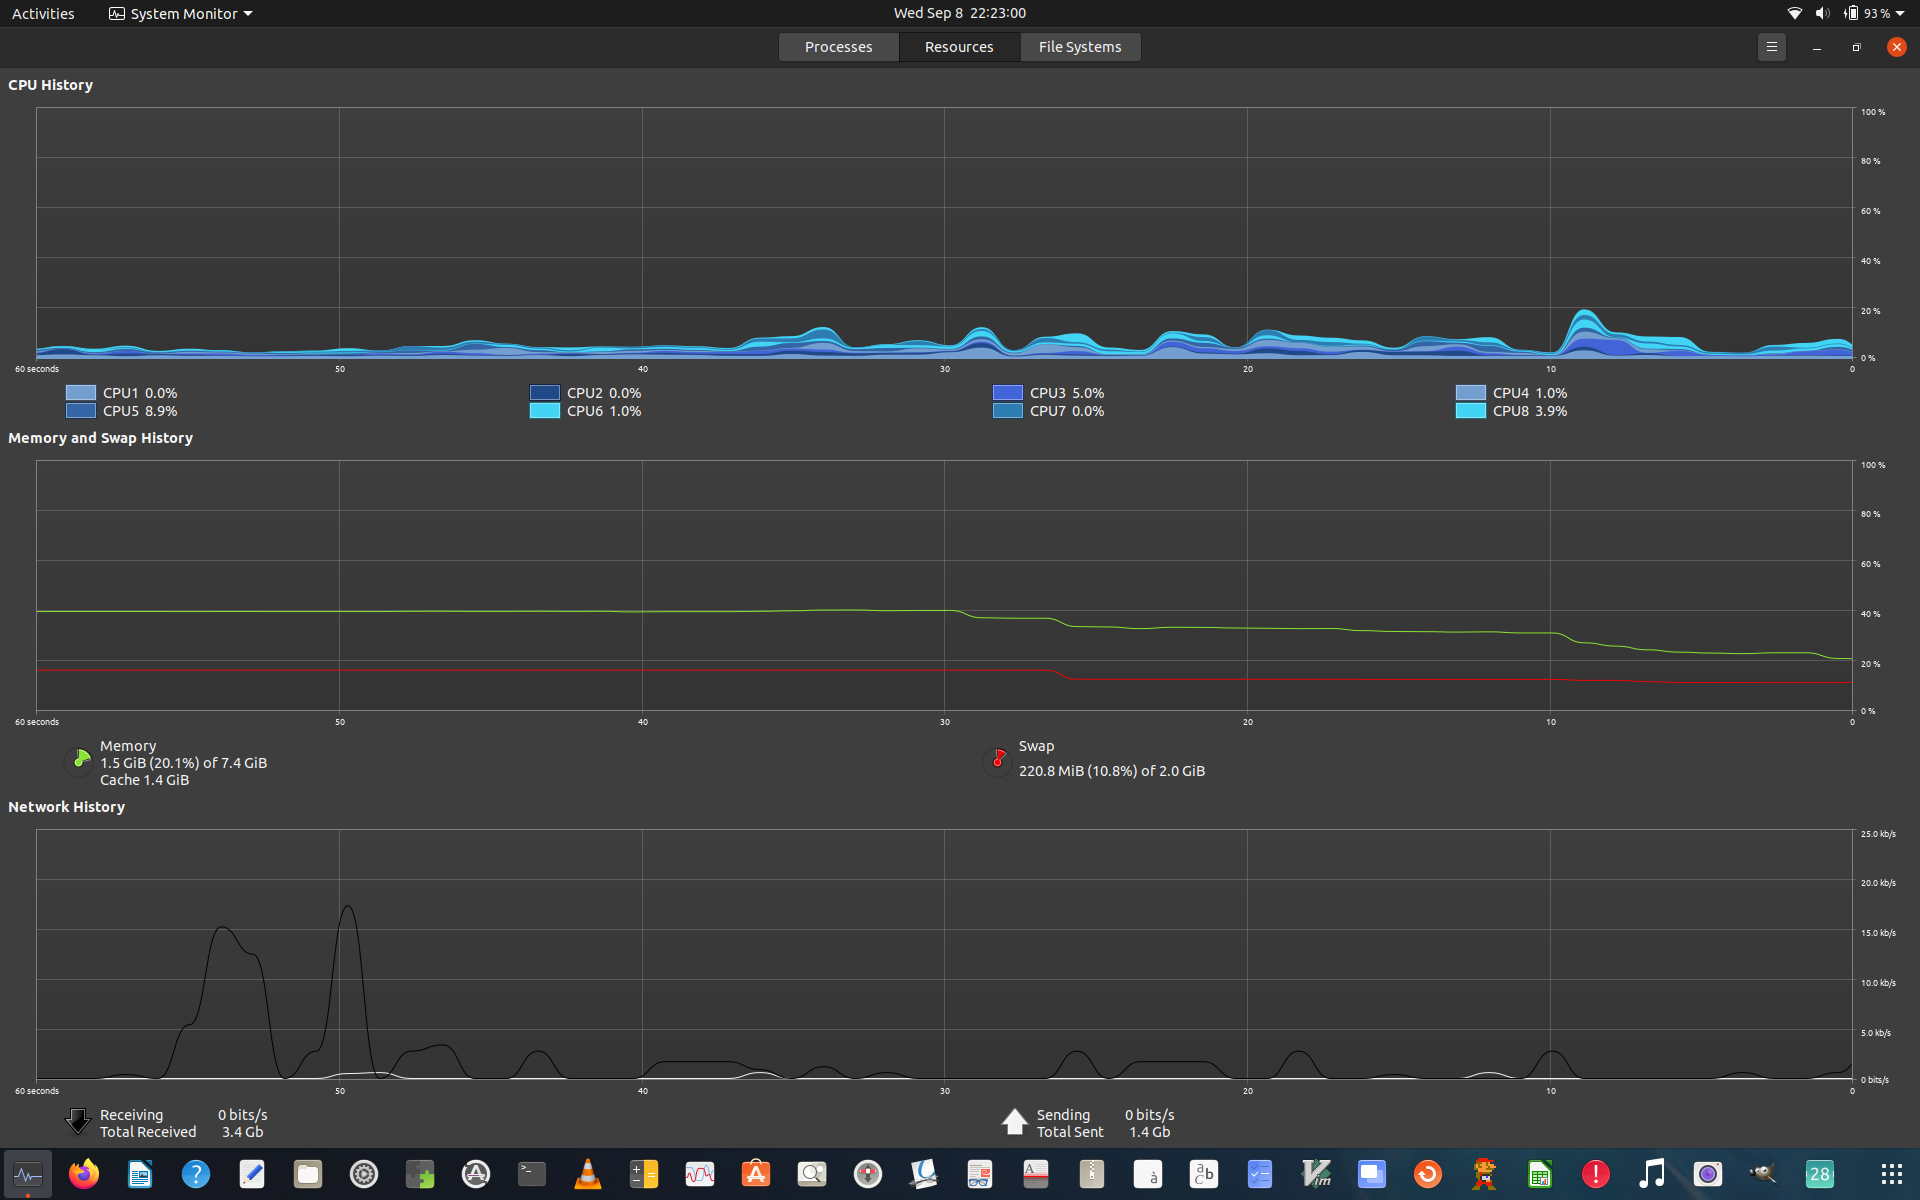 Activities System Monitor Wed Sep 8 22:23:00 93 %
Processes Resources File Systems
CPU History
100 %
80 %
60 %
40 %
20 %
0 %
60 seconds 50 40 30 20 10 0
CPU1 0.0% CPU2 0.0% CPU3 5.0% CPU4 1.0%
CPU5 8.9% CPU6 1.0% CPU7 0.0% CPU8 3.9%
Memory and Swap History
100 %
80 %
60 %
40 %
20 %
0 %
60 seconds 50 40 30 20 10 0
Memory
1.5 GiB (20.1%) of 7.4 GiB
Cache 1.4 GiB
Swap
220.8 MiB (10.8%) of 2.0 GiB
Network History
25.0 kb/s
20.0 kb/s
15.0 kb/s
10.0 kb/s
5.0 kb/s
0 bits/s
60 seconds 50 40 30 20 10 0
Receiving 0 bits/s
Total Received 3.4 Gb
Sending 0 bits/s
Total Sent 1.4 Gb
28